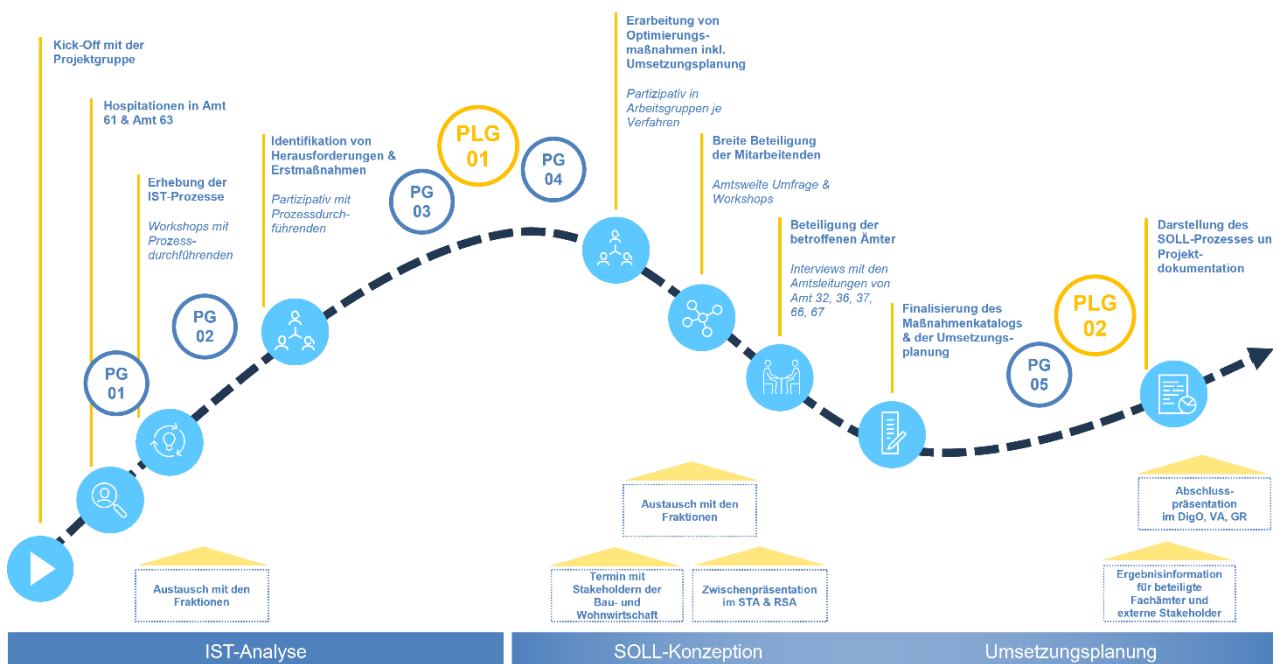 Kick-Off mit der
Projektgruppe
Hospitationen in Amt
61 & Amt 63
Erhebung der
IST-Prozesse
Workshops mit
Prozess-
durchführenden
Identifikation von
Herausforderungen &
Erstmaßnahmen
Partizipativ mit
Prozessdurch-
führenden
PG
01
PG
02
PG
03
PLG
01
PG
04
Erarbeitung von
Optimierungs-
maßnahmen inkl.
Umsetzungsplanung
Partizipativ in
Arbeitsgruppen je
Verfahren
Breite Beteiligung
der Mitarbeitenden
Amtsweite Umfrage &
Workshops
Beteiligung der
betroffenen Ämter
Interviews mit den
Amtsleitungen von
Amt 32, 36, 37,
66, 67
Finalisierung des
Maßnahmenkatalogs
& der Umsetzungs-
planung
PG
05
PLG
02
Darstellung des
SOLL-Prozesses un
Projekt-
dokumentation
Austausch mit den
Fraktionen
Austausch mit den
Fraktionen
Termin mit
Stakeholdern der
Bau- und
Wohnwirtschaft
Zwischenpräsentation
im STA & RSA
Abschluss-
präsentation
im DigO, VA, GR
Ergebnisinformation
für beteiligte
Fachämter und
externe Stakeholder
IST-Analyse
SOLL-Konzeption
Umsetzungsplanung